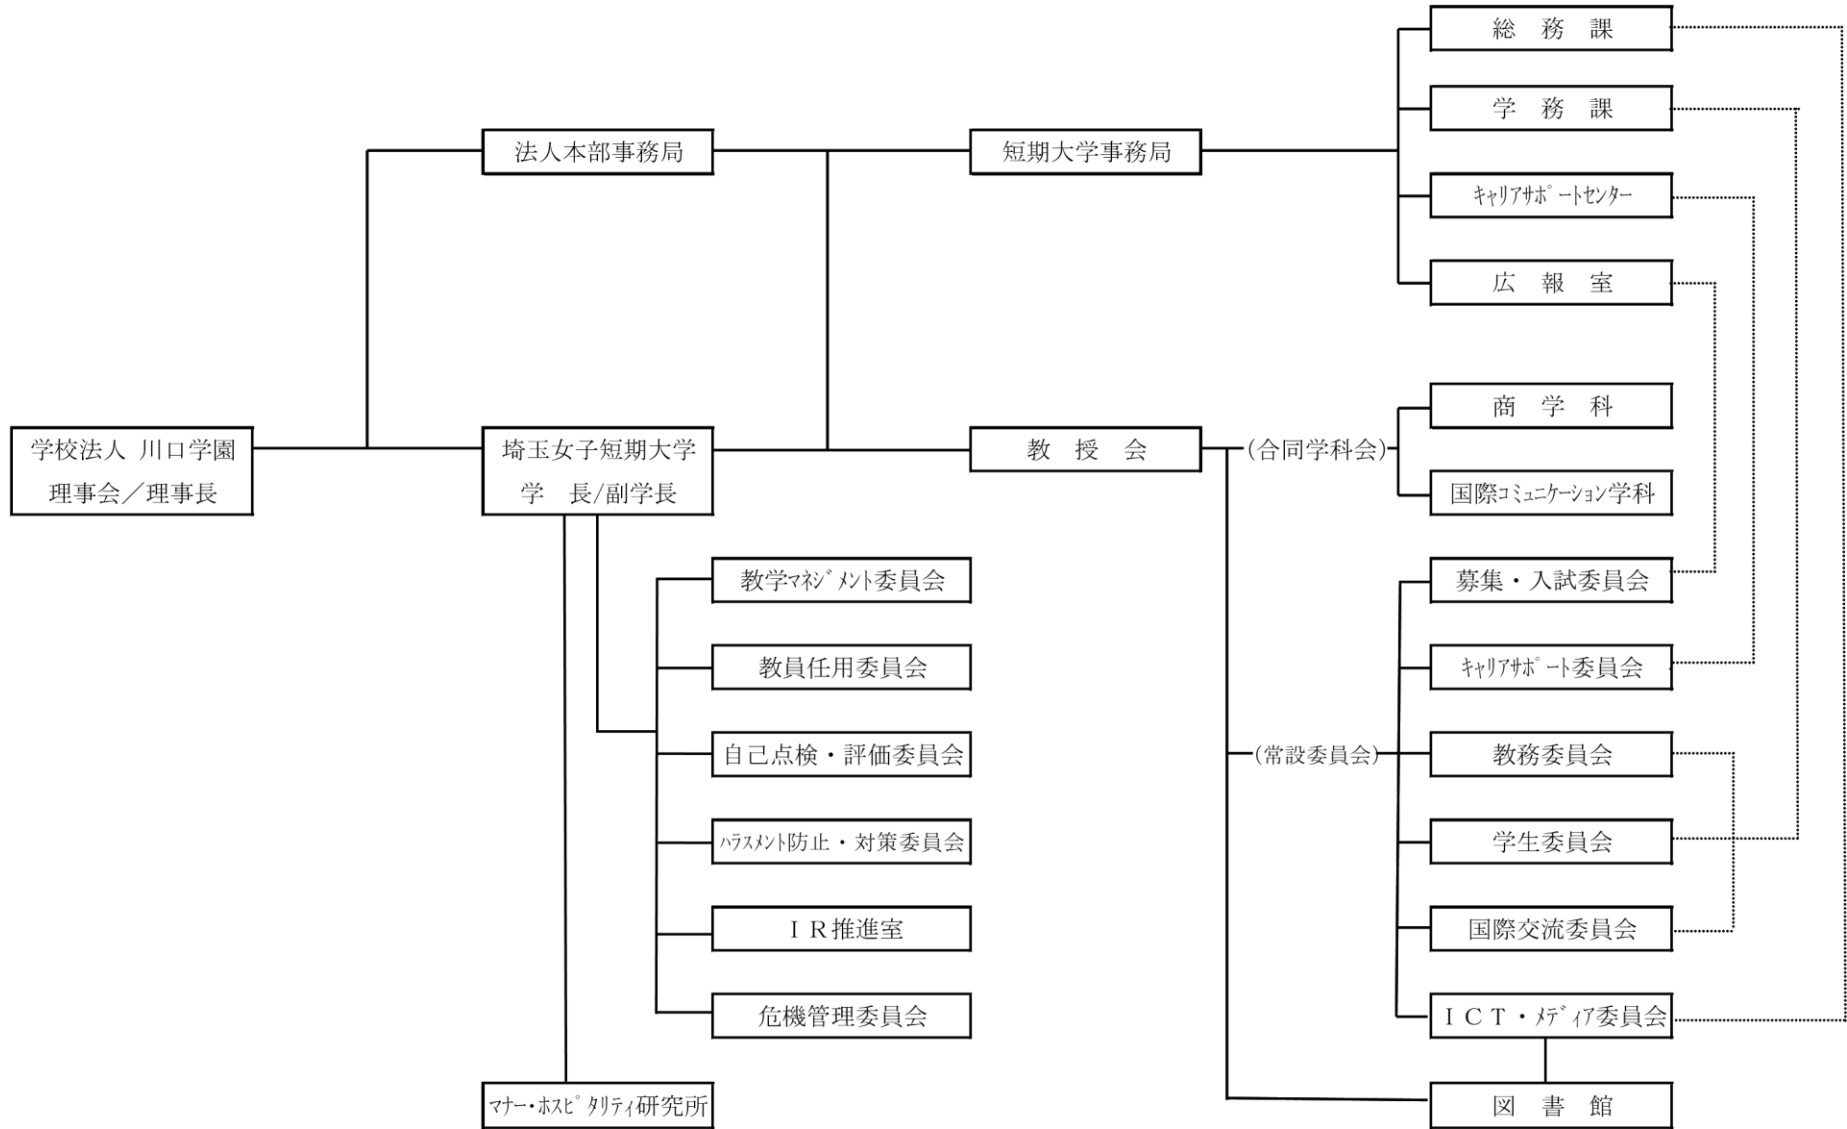 総 務 課
学 務 課
法人本部事務局
短期大学事務局
キャリアサポートセンター
広 報 室
商 学 科
学校法人 川口学園
理事会／理事長
埼玉女子短期大学
学 長/副学長
教 授 会
(合同学科会)
国際コミュニケーション学科
教学マネジメント委員会
募集・入試委員会
教員任用委員会
キャリアサポート委員会
自己点検・評価委員会
(常設委員会)
教務委員会
ハラスメント防止・対策委員会
学生委員会
ＩＲ推進室
国際交流委員会
危機管理委員会
ＩＣＴ・メディア委員会
マナー・ホスピタリティ研究所
図 書 館